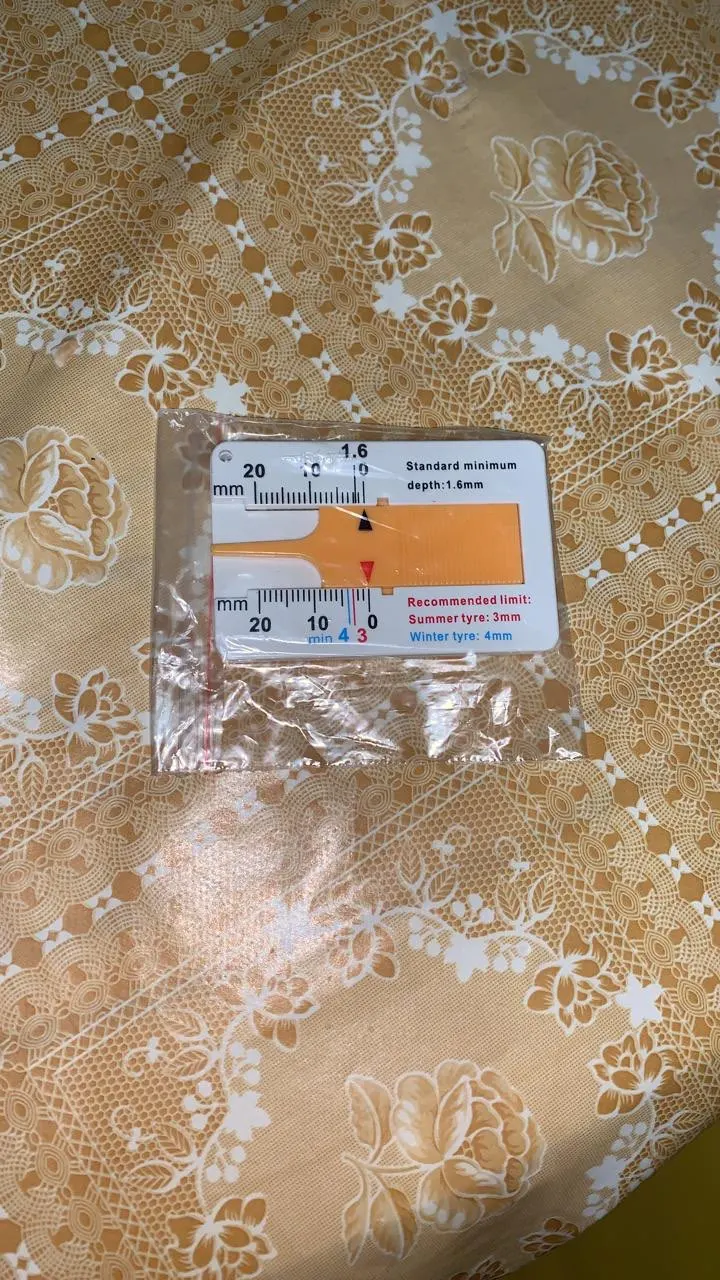 1.6
20 10 0
mm
Standard minimum
depth:1.6mm
mm
20 10 0
min 4 3
Recommended limit:
Summer tyre: 3mm
Winter tyre: 4mm